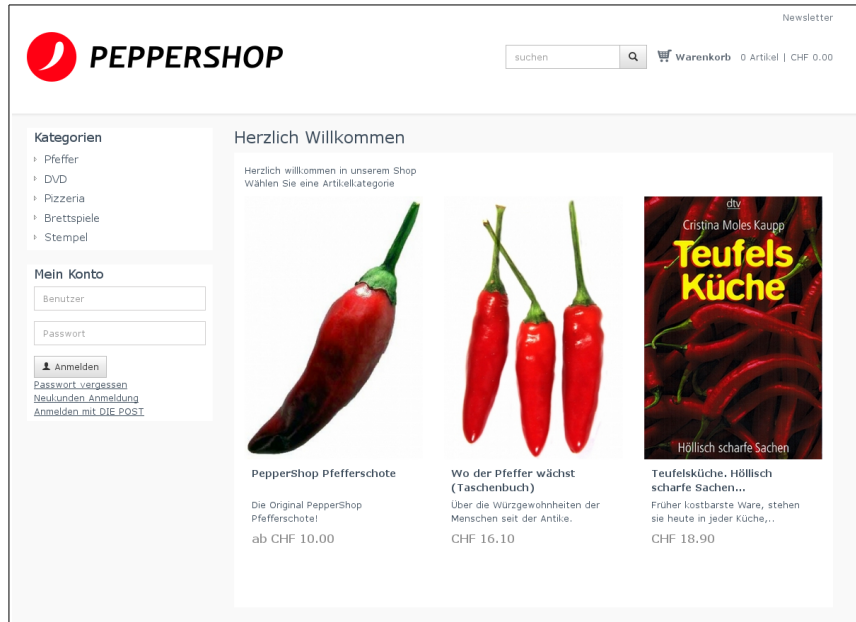 Newsletter
PEPPERSHOP
suchen
Warenkorb 0 Artikel | CHF 0.00
Kategorien
Pfeffer
DVD
Pizzeria
Brettspiele
Stempel
Mein Konto
Benutzer
Passwort
Anmelden
Passwort vergessen
Neukunden Anmeldung
Anmelden mit DIE POST
Herzlich Willkommen
Herzlich willkommen in unserem Shop
Wählen Sie eine Artikelkategorie
PepperShop Pfefferschote
Die Original PepperShop
Pfefferschote!
ab CHF 10.00
Wo der Pfeffer wächst
(Taschenbuch)
Über die Würzgewohnheiten der
Menschen seit der Antike.
CHF 16.10
dtv
Cristina Moles Kaupp
Teufels
Küche
Höllisch scharfe Sachen
Teufelsküche. Höllisch
scharfe Sachen...
Früher kostbarste Ware, stehen
sie heute in jeder Küche,..
CHF 18.90